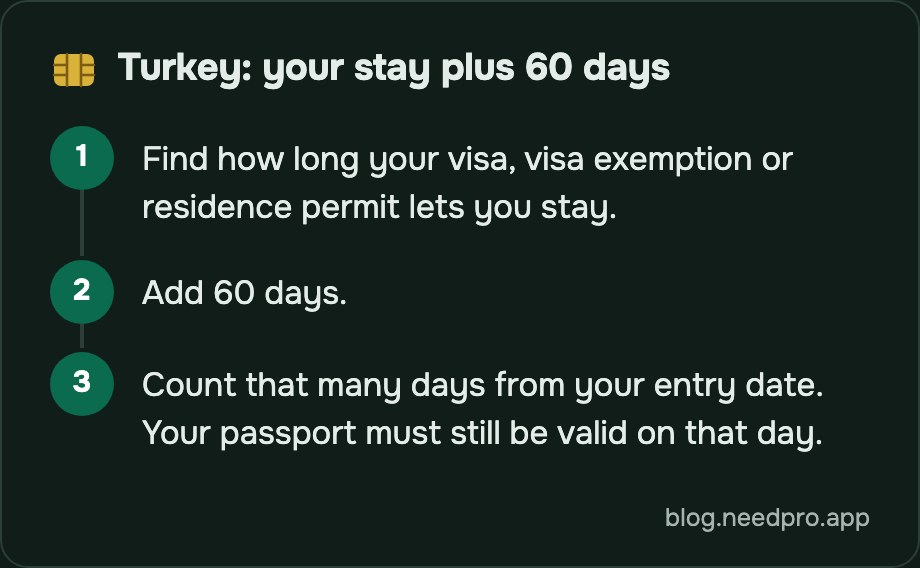 Turkey: your stay plus 60 days
1
Find how long your visa, visa exemption or
residence permit lets you stay.
2
Add 60 days.
3
Count that many days from your entry date.
Your passport must still be valid on that day.
blog.needpro.app